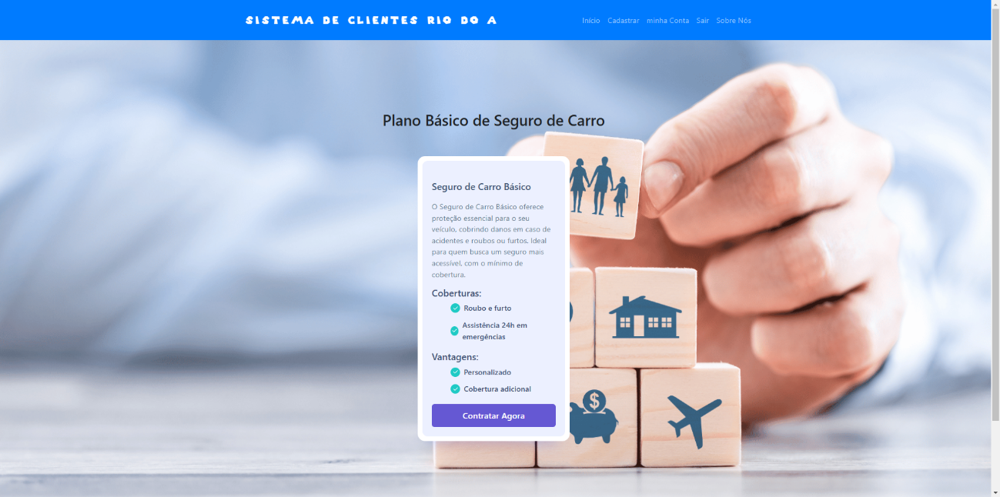 SISTEMA DE CLIENTES RIO DO A
Início Cadastrar minha Conta Sair Sobre Nós
Plano Básico de Seguro de Carro
Seguro de Carro Básico
O Seguro de Carro Básico oferece
proteção essencial para o seu
veículo, cobrindo danos em caso de
acidentes e roubos ou furtos. Ideal
para quem busca um seguro mais
acessível, com o mínimo de
cobertura.
Coberturas:
Roubo e furto
Assistência 24h em
emergências
Vantagens:
Personalizado
Cobertura adicional
Contratar Agora
$